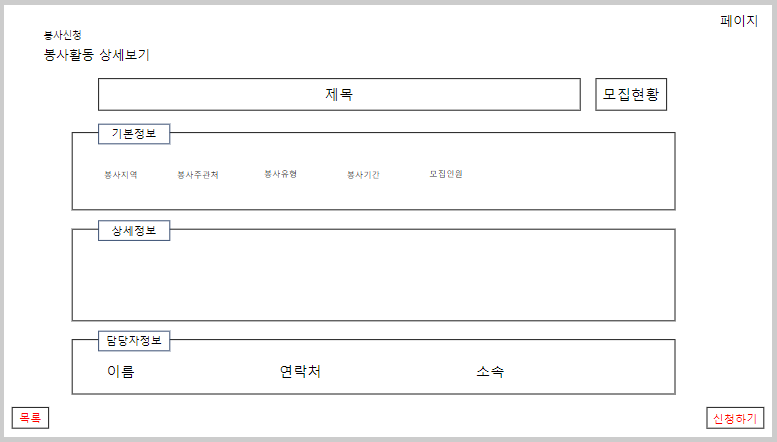 페이지
봉사신청
봉사활동 상세보기
제목 모집현황
기본정보
봉사지역 봉사주관처 봉사유형 봉사기간 모집인원
상세정보
담당자정보
이름 연락처 소속
목록 신청하기